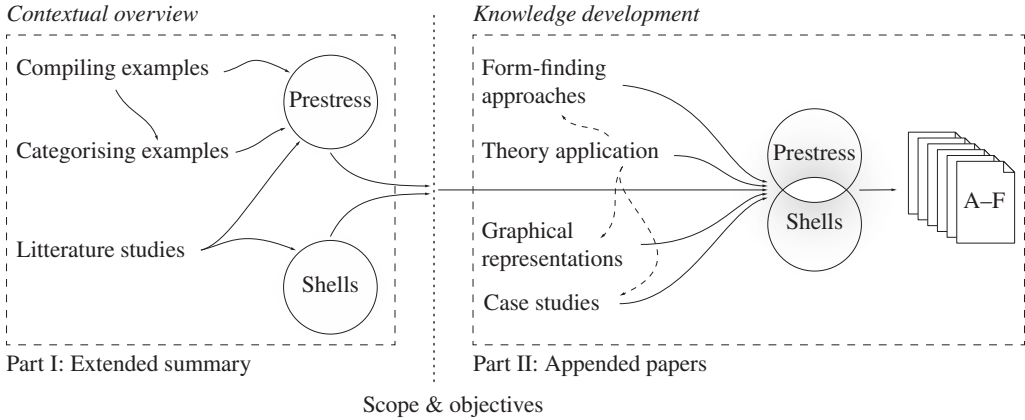 Contextual overview
Compiling examples
Prestress
Categorising examples
Litterature studies
Shells
Part I: Extended summary
Knowledge development
Form-finding
approaches
Theory application
Graphical
representations
Case studies
Prestress
Shells
A–F
Part II: Appended papers
Scope & objectives